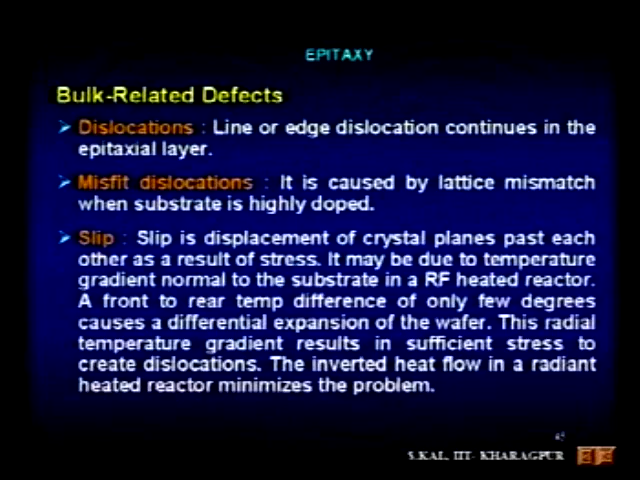 EPITAXY
Bulk-Related Defects
➤ Dislocations : Line or edge dislocation continues in the
epitaxial layer.
➤ Misfit dislocations : It is caused by lattice mismatch
when substrate is highly doped.
➤ Slip : Slip is displacement of crystal planes past each
other as a result of stress. It may be due to temperature
gradient normal to the substrate in a RF heated reactor.
A front to rear temp difference of only few degrees
causes a differential expansion of the wafer. This radial
temperature gradient results in sufficient stress to
create dislocations. The inverted heat flow in a radiant
heated reactor minimizes the problem.
S.KAL, IIT- KHARAGPUR